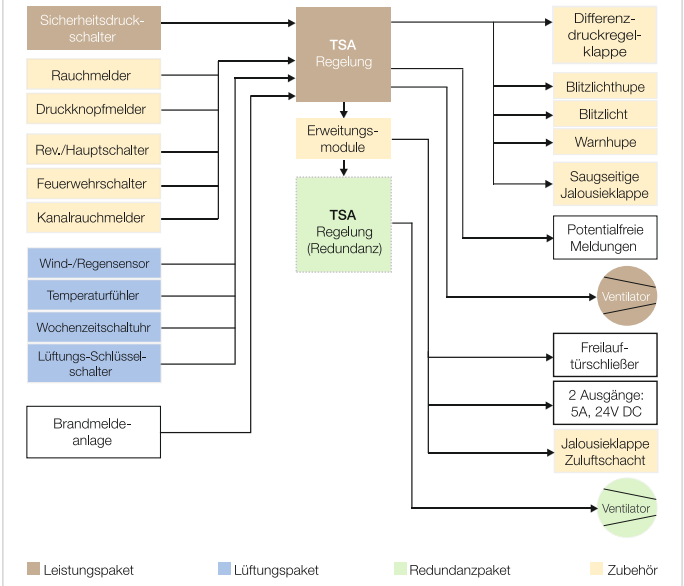 Sicherheitsdruck-
schalter
Rauchmelder
Druckknopfmelder
Rev./Hauptschalter
Feuerwehrschalter
Kanalrauchmelder
Wind-/Regensensor
Temperaturfühler
Wochenzeitschaltuhr
Lüftungs-Schlüssel-
schalter
Brandmelde-
anlage
TSA
Regelung
Erweitungs-
module
TSA
Regelung
(Redundanz)
Differenz-
druckregel-
klappe
Blitzlichthupe
Blitzlicht
Warnhupe
Saugseitige
Jalousieklappe
Potentialfreie
Meldungen
Ventilator
Freilauf-
türschließer
2 Ausgänge:
5A, 24V DC
Jalousieklappe
Zuluftschacht
Ventilator
Leistungspaket
Lüftungspaket
Redundanzpaket
Zubehör